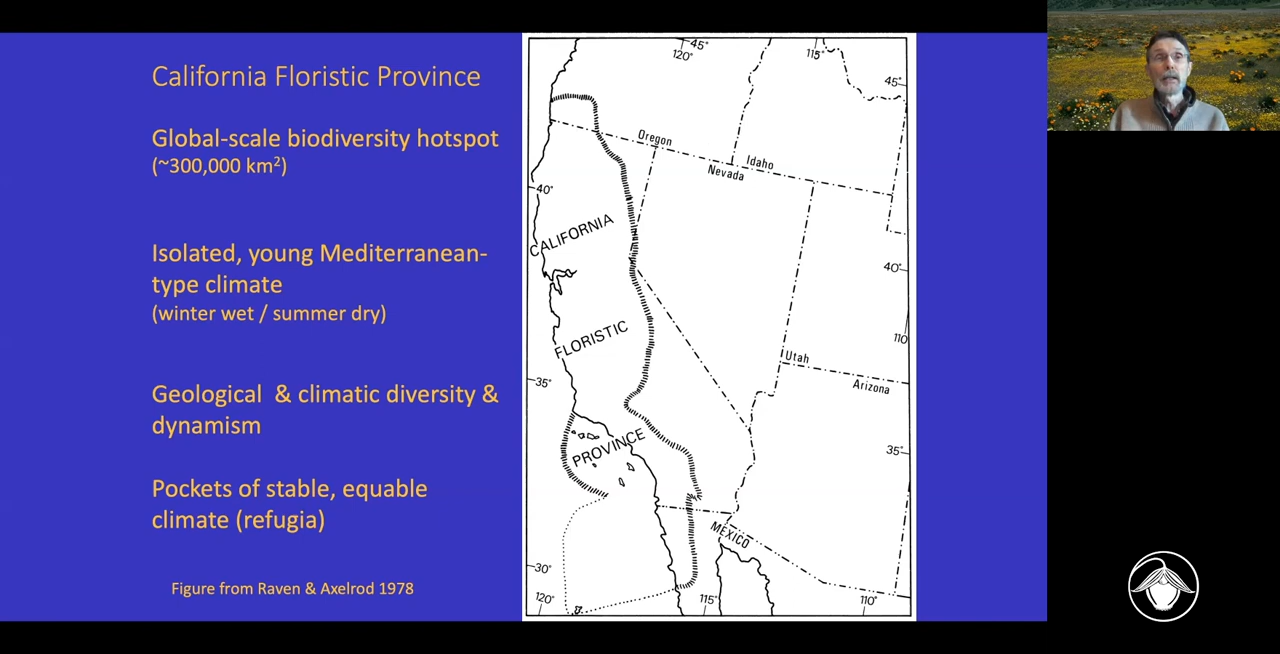 California Floristic Province
Global-scale biodiversity hotspot
(~300,000 km²)
Isolated, young Mediterranean-
type climate
(winter wet / summer dry)
Geological & climatic diversity &
dynamism
Pockets of stable, equable
climate (refugia)
Figure from Raven & Axelrod 1978
45°
120°
115°
45°
Oregon
Idaho
Nevada
40°
CALIFORNIA
40°
FLORISTIC
110
Utah
Arizona
35°
PROVINCE
35°
MEXICO
30°
120°
115°
110°